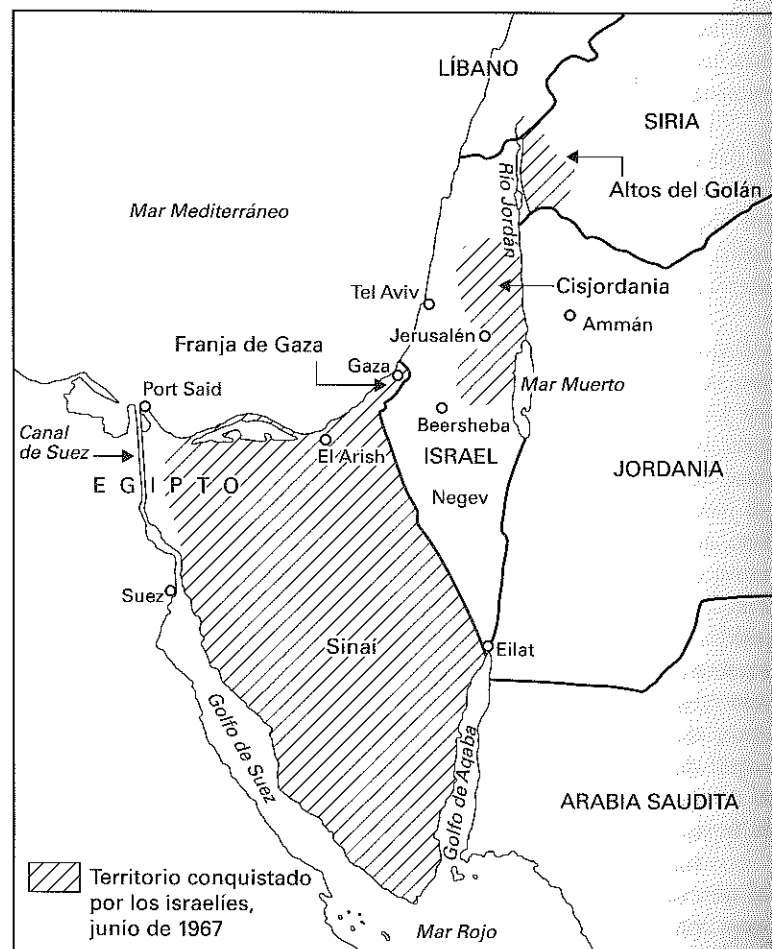 LÍBANO
SIRIA
Altos del Golán
Río Jordán
Mar Mediterráneo
Tel Aviv
Cisjordania
Ammán
Jerusalén
Franja de Gaza
Gaza
Mar Muerto
Port Said
Beersheba
Canal
de Suez
El Arish
ISRAEL
JORDANIA
EGIPTO
Negev
Suez
Sinaí
Eilat
Golfo de Suez
Golfo de Aqaba
ARABIA SAUDITA
Territorio conquistado
por los israelíes,
junio de 1967
Mar Rojo